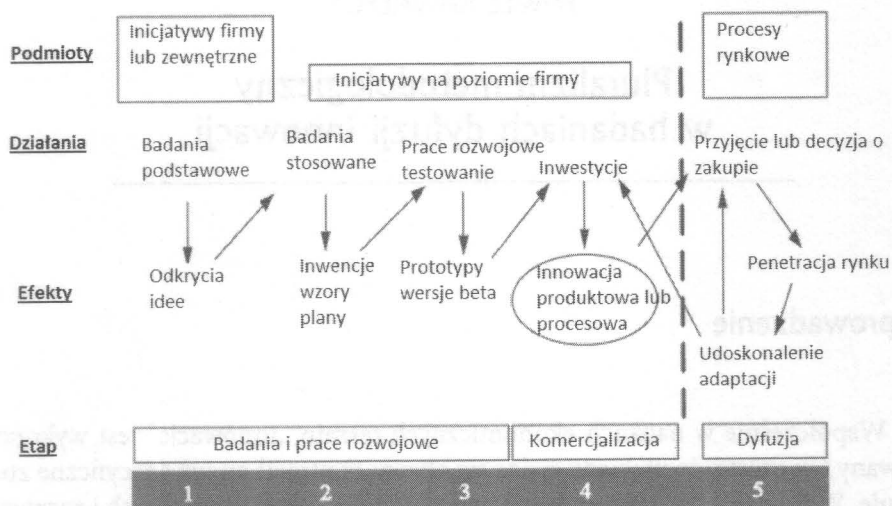 Podmioty
Inicjatywy firmy
lub zewnętrzne
Inicjatywy na poziomie firmy
Procesy
rynkowe
Działania
Badania
podstawowe
Badania
stosowane
Prace rozwojowe
testowanie
Inwestycje
Przyjęcie lub decyzja o
zakupie
Efekty
Odkrycia
idee
Inwencje
wzory
plany
Prototypy
wersje beta
Innowacja
produktowa lub
procesowa
Penetracja rynku
Udoskonalenie
adaptacji
Etap
Badania i prace rozwojowe
Komercjalizacja
Dyfuzja
1 2 3 4 5